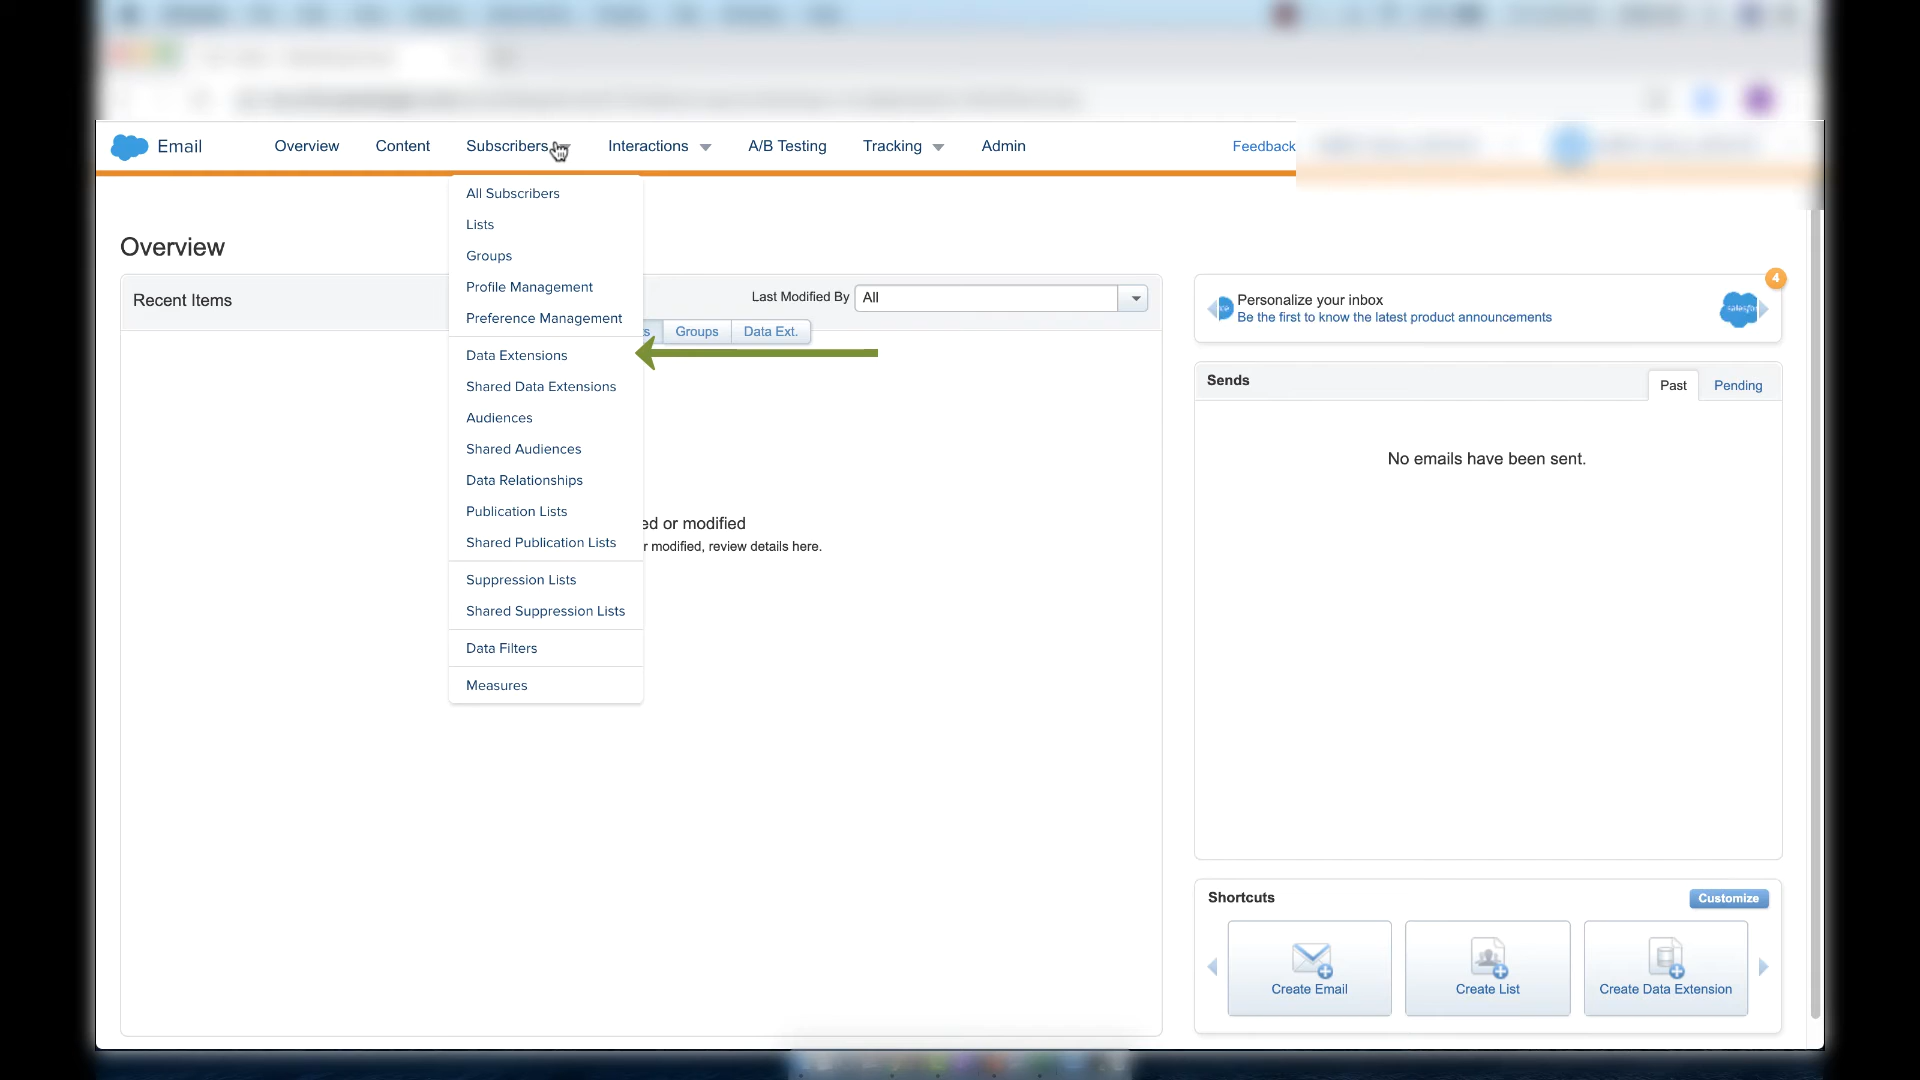 Email
Overview
Content
Subscribers
Interactions
A/B Testing
Tracking
Admin
Feedback
All Subscribers
Lists
Groups
Profile Management
Preference Management
Data Extensions
Shared Data Extensions
Audiences
Shared Audiences
Data Relationships
Publication Lists
Shared Publication Lists
Suppression Lists
Shared Suppression Lists
Data Filters
Measures
Overview
Recent Items
Last Modified By
All
Groups
Data Ext.
ed or modified
r modified, review details here.
4
Personalize your inbox
Be the first to know the latest product announcements
Sends
Past
Pending
No emails have been sent.
Shortcuts
Customize
Create Email
Create List
Create Data Extension